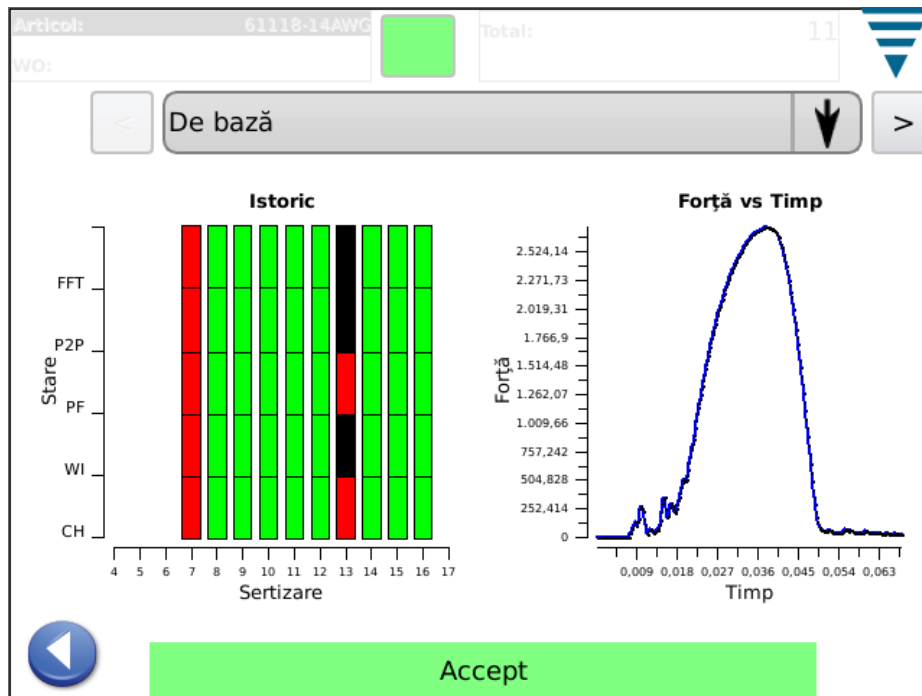 Articol: 61118-14AWG
WO:
Total: 11
<
De bază
>
Istoric
FFT
P2P
PF
WI
CH
Stare
4 5 6 7 8 9 10 11 12 13 14 15 16 17
Sertizare
Forţă vs Timp
2.524,14
2.271,73
2.019,31
1.766,9
1.514,48
1.262,07
1.009,66
757,242
504,828
252,414
0
Forţă
0,009 0,018 0,027 0,036 0,045 0,054 0,063
Timp
Accept